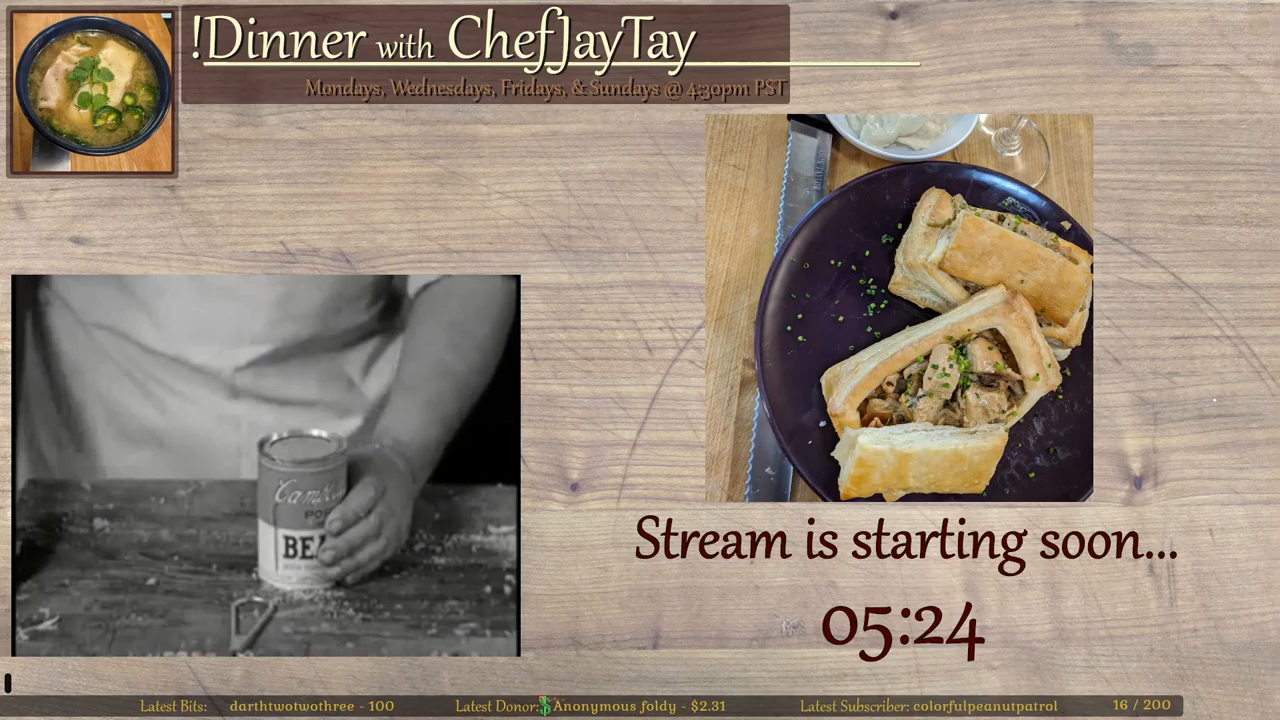 !Dinner with ChefJayTay
Mondays, Wednesdays, Fridays, & Sundays @ 4:30pm PST
BEA
Stream is starting soon...
05:24
Latest Bits: darthtwotwothree - 100
Latest Donor: Anonymous foldy - $2.31
Latest Subscriber: colorfulpeanutpatrol
16 / 200